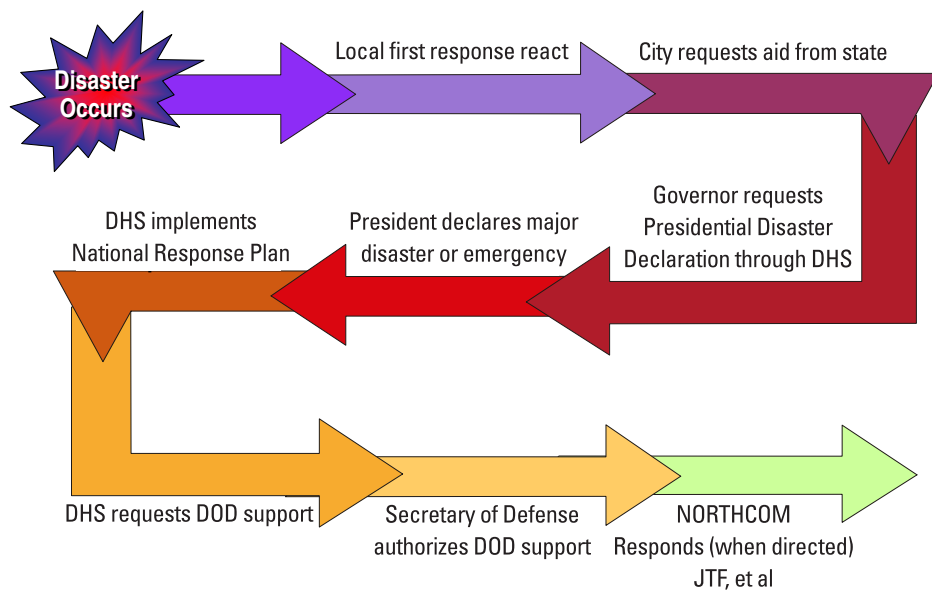 Disaster
Occurs
Local first response react
City requests aid from state
Governor requests
Presidential Disaster
Declaration through DHS
President declares major
disaster or emergency
DHS implements
National Response Plan
DHS requests DOD support
Secretary of Defense
authorizes DOD support
NORTHCOM
Responds (when directed)
JTF, et al